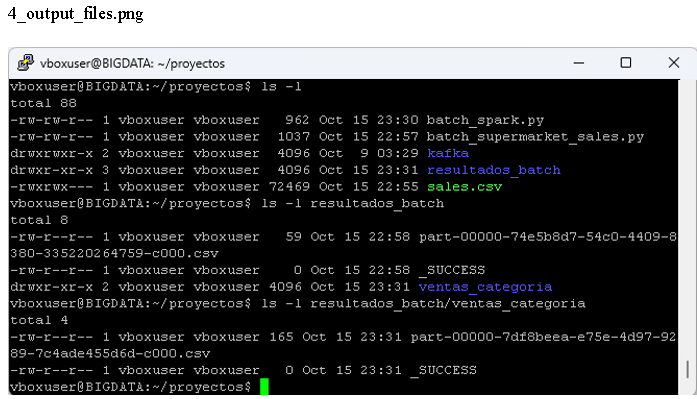 4_output_files.png
vboxuser@BIGDATA: ~/proyectos
vboxuser@BIGDATA:~/proyectos$ ls -l
total 88
-rw-rw-r-- 1 vboxuser vboxuser   962 Oct 15 23:30 batch_spark.py
-rw-rw-r-- 1 vboxuser vboxuser  1037 Oct 15 22:57 batch_supermarket_sales.py
drwxrwxr-x 2 vboxuser vboxuser  4096 Oct  9 03:29 kafka
drwxr-xr-x 3 vboxuser vboxuser  4096 Oct 15 23:31 resultados_batch
-rwxrwx--- 1 vboxuser vboxuser 72469 Oct 15 22:55 sales.csv
vboxuser@BIGDATA:~/proyectos$ ls -l resultados_batch
total 8
-rw-r--r-- 1 vboxuser vboxuser   59 Oct 15 22:58 part-00000-74e5b8d7-54c0-4409-8
380-335220264759-c000.csv
-rw-r--r-- 1 vboxuser vboxuser    0 Oct 15 22:58 _SUCCESS
drwxr-xr-x 2 vboxuser vboxuser 4096 Oct 15 23:31 ventas_categoria
vboxuser@BIGDATA:~/proyectos$ ls -l resultados_batch/ventas_categoria
total 4
-rw-r--r-- 1 vboxuser vboxuser 165 Oct 15 23:31 part-00000-7df8beea-e75e-4d97-92
89-7c4ade455d6d-c000.csv
-rw-r--r-- 1 vboxuser vboxuser   0 Oct 15 23:31 _SUCCESS
vboxuser@BIGDATA:~/proyectos$